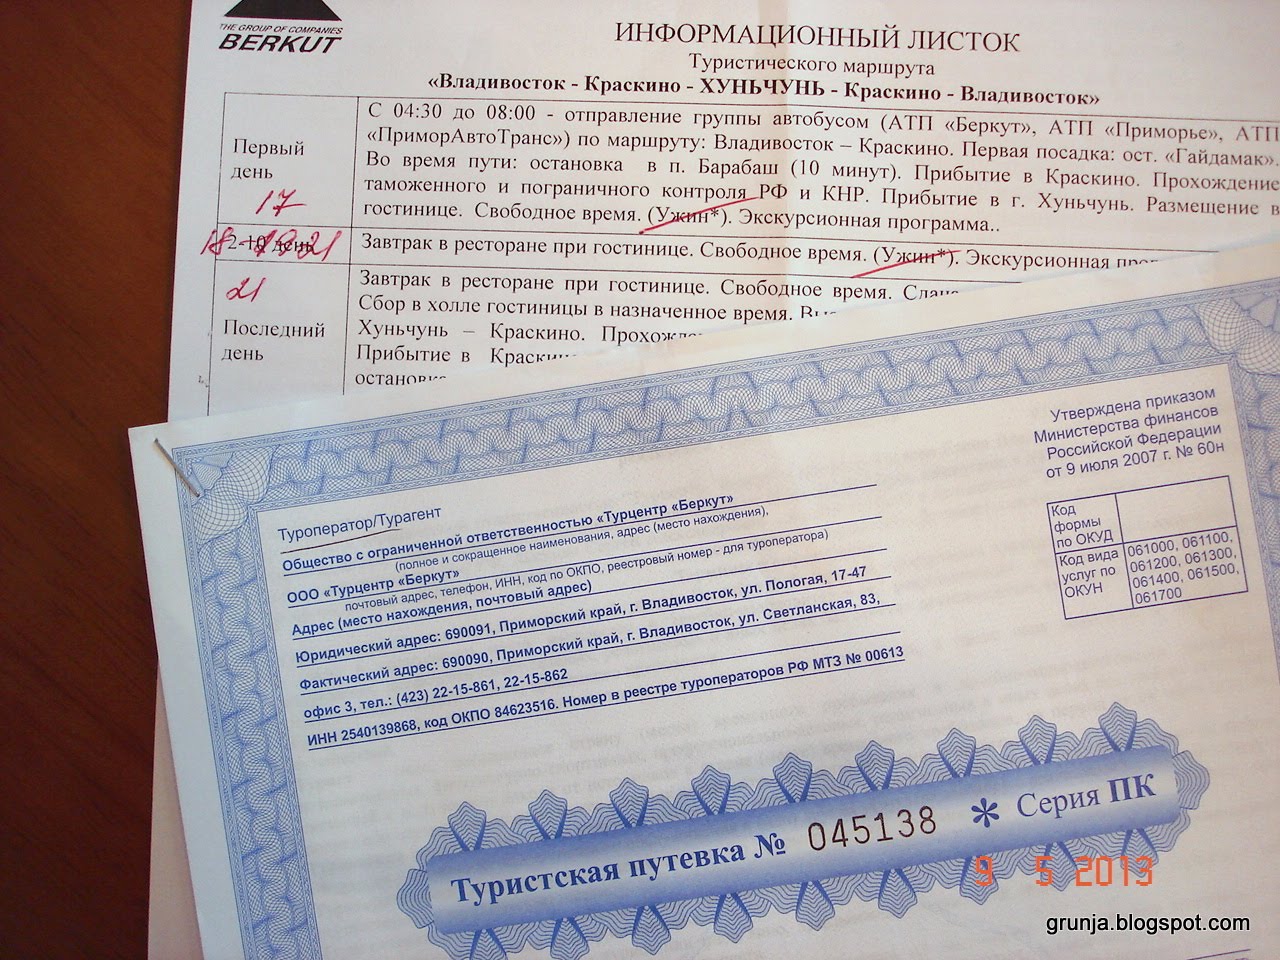 THE GROUP OF COMPANIES
BERKUT
ИНФОРМАЦИОННЫЙ ЛИСТОК
Туристического маршрута
«Владивосток - Краскино - ХУНЬЧУНЬ - Краскино - Владивосток»
Первый
день
17
С 04:30 до 08:00 - отправление группы автобусом (АТП «Беркут», АТП «Приморье», АТП
«ПриморАвтоТранс») по маршруту: Владивосток – Краскино. Первая посадка: ост. «Гайдамак».
Во время пути: остановка в п. Барабаш (10 минут). Прибытие в Краскино. Прохождение
таможенного и пограничного контроля РФ и КНР. Прибытие в г. Хуньчунь. Размещение в
гостинице. Свободное время. (Ужин*). Экскурсионная программа..
2-10 день
Завтрак в ресторане при гостинице. Свободное время. (Ужин*). Экскурсионная
21
Последний
день
Завтрак в ресторане при гостинице. Свободное время.
Сбор в холле гостиницы в назначенное время.
Хуньчунь – Краскино.
Прибытие в
Утверждена приказом
Министерства финансов
Российской Федерации
от 9 июля 2007 г. № 60н
Код
формы
по ОКУД
Код вида
услуг по
ОКУН
061000, 061100,
061200, 061300,
061400, 061500,
061700
Туроператор/Турагент
Общество с ограниченной ответственностью «Турцентр «Беркут»
(полное и сокращенное наименования, адрес (место нахождения),
ООО «Турцентр «Беркут»
почтовый адрес, телефон, ИНН, код по ОКПО, реестровый номер - для туроператора)
Адрес (место нахождения, почтовый адрес)
Юридический адрес: 690091, Приморский край, г. Владивосток, ул. Пологая, 17-47
Фактический адрес: 690090, Приморский край, г. Владивосток, ул. Светланская, 83,
офис 3, тел.: (423) 22-15-861, 22-15-862
ИНН 2540139868, код ОКПО 84623516. Номер в реестре туроператоров РФ МТЗ № 00613
Туристская путевка № 045138 * Серия ПК
9 5 2013
grunja.blogspot.com